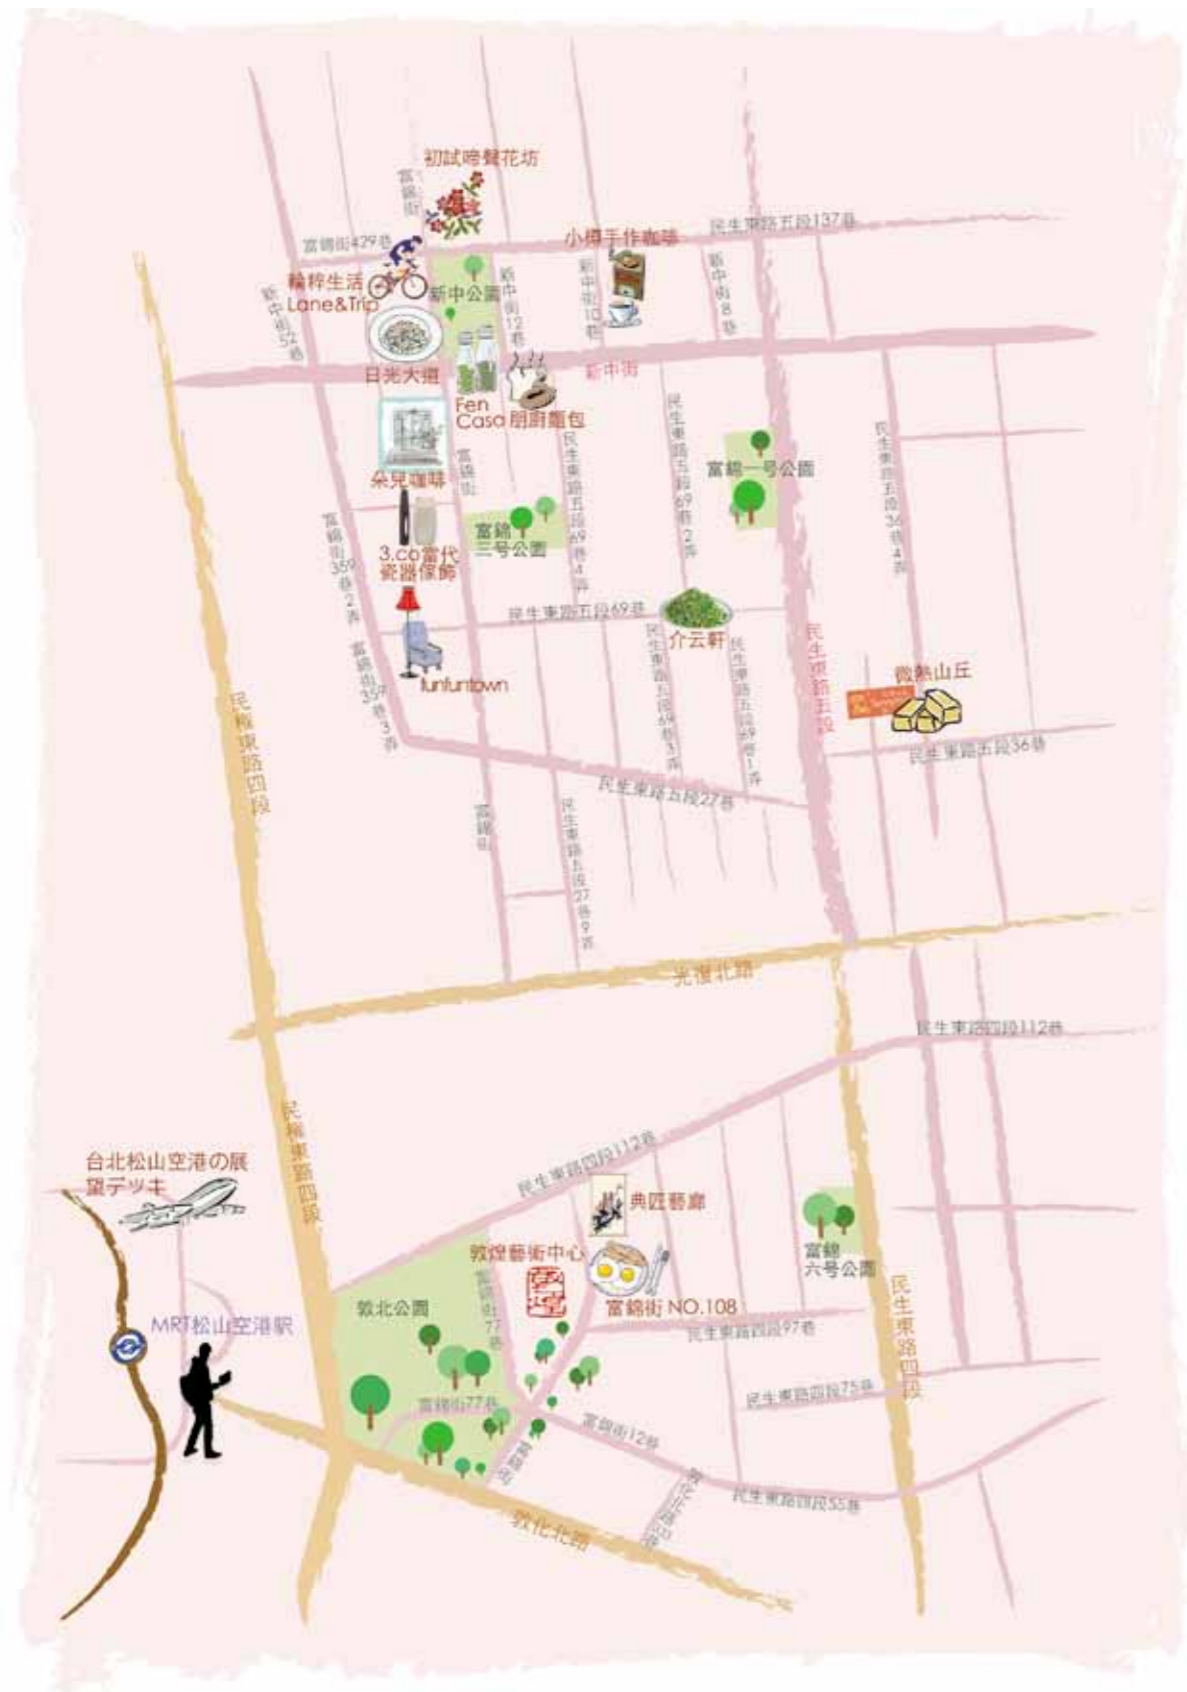 初試啼聲花坊
富錦街
民生東路五段137巷
小樽手作咖啡
富錦街429巷
輪粹生活
Lane&Trip
新中公園
新中街52巷
新中街12巷
新中街10巷
新中街8巷
日光大道
新中街
Fen
Casa
朋廚麵包
朵兒咖啡
富錦街
民生東路五段69巷4弄
民生東路五段69巷2弄
富錦一号公園
民生東路五段36巷4弄
富錦街359巷2弄
富錦
三号公園
3,co當代
瓷器傢飾
民生東路五段69巷
介云軒
funfuntown
富錦街359巷3弄
民生東路五段69巷3弄
民生東路五段69巷1弄
民生東路五段
微熱山丘
民生東路五段36巷
民權東路四段
民生東路五段27巷
富錦街
民生東路五段27巷9弄
光復北路
民生東路四段112巷
民權東路四段
民生東路四段112巷
台北松山空港の展
望デッキ
典匠藝廊
敦煌藝術中心
富錦
六号公園
富錦街77巷
敦北公園
富錦街 NO.108
MRT松山空港駅
民生東路四段97巷
民生東路四段
民生東路四段75巷
富錦街77巷
富錦街12巷
富錦街
民生東路四段55巷
敦化北路